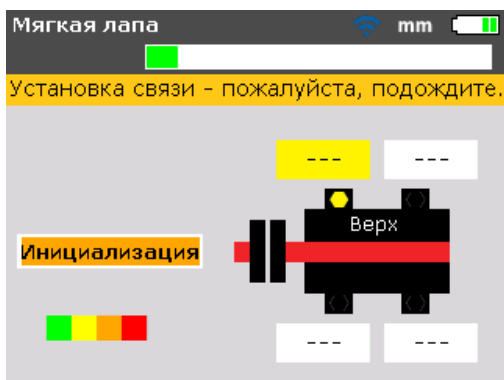 Мягкая лапа mm
Установка связи - пожалуйста, подождите.
--- ---
Верх
Инициализация
--- ---